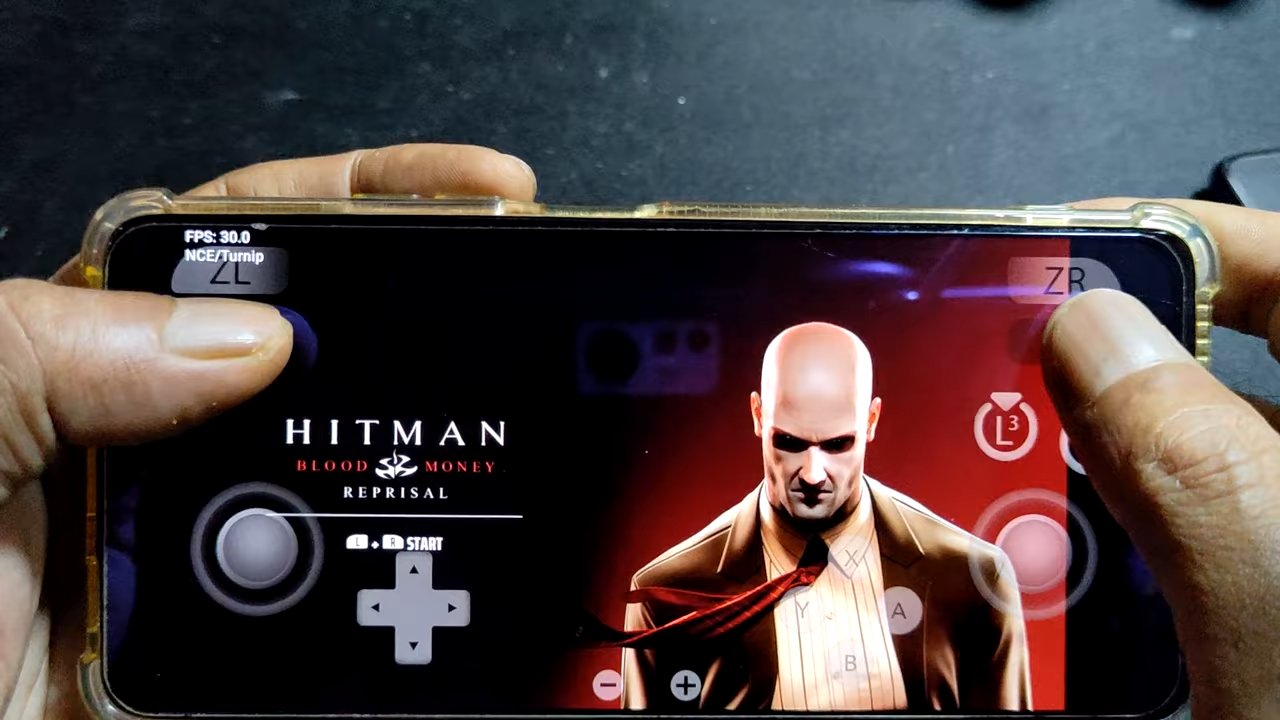 FPS: 30.0
NCE/Turnip
ZL
ZR
HITMAN
BLOOD MONEY
REPRISAL
L + R START
L3
X
Y
A
B